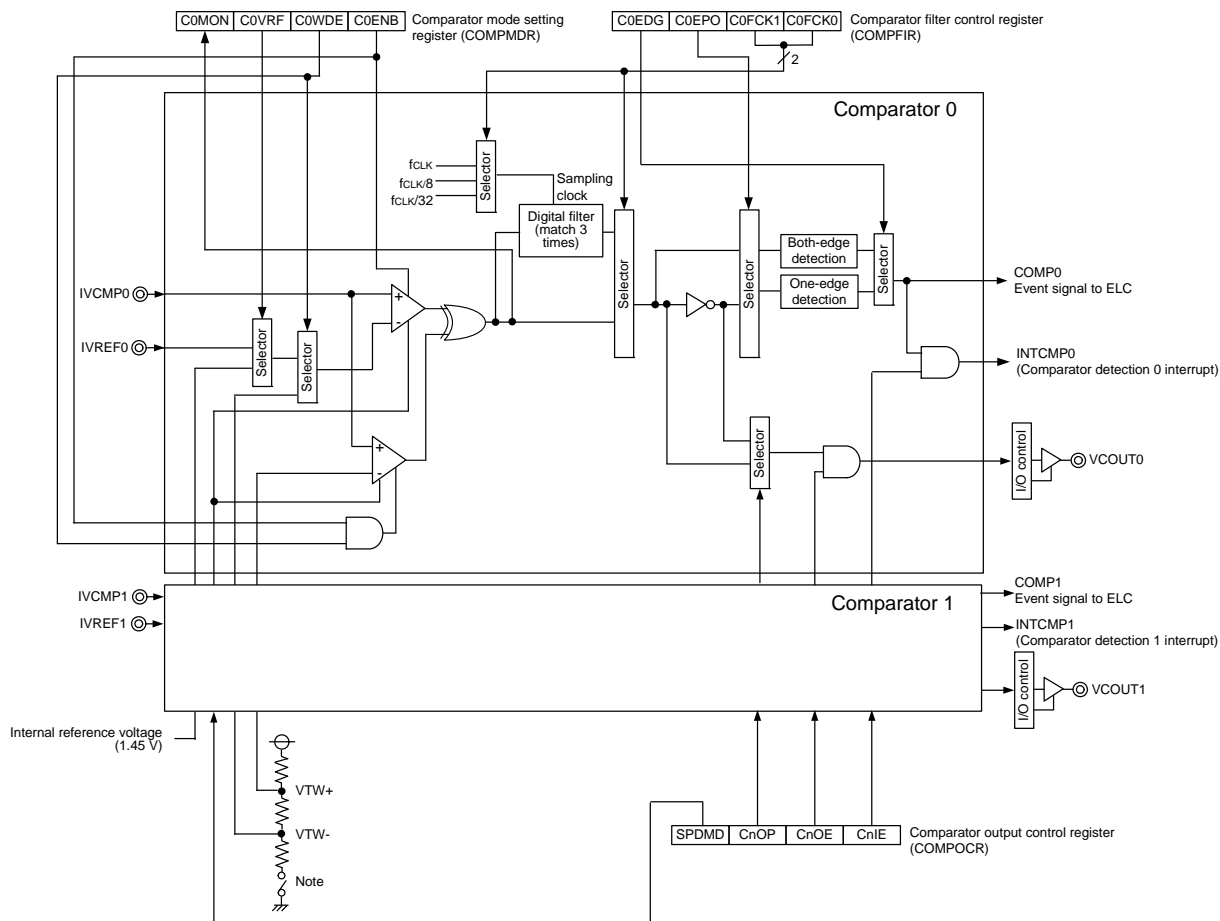 C0MON C0VRF C0WDE C0ENB
Comparator mode setting
register (COMPMDR)
C0EDG C0EPO C0FCK1 C0FCK0
Comparator filter control register
(COMPFIR)
2
Comparator 0
fCLK
fCLK/8
fCLK/32
Selector
Sampling
clock
Digital filter
(match 3
times)
Selector
Selector
Both-edge
detection
One-edge
detection
Selector
COMP0
Event signal to ELC
IVCMP0
+
-
IVREF0
Selector
Selector
INTCMP0
(Comparator detection 0 interrupt)
+
-
Selector
I/O control
VCOUT0
Comparator 1
IVCMP1
IVREF1
COMP1
Event signal to ELC
INTCMP1
(Comparator detection 1 interrupt)
I/O control
VCOUT1
Internal reference voltage
(1.45 V)
VTW+
VTW-
Note
SPDMD CnOP CnOE CnIE
Comparator output control register
(COMPOCR)